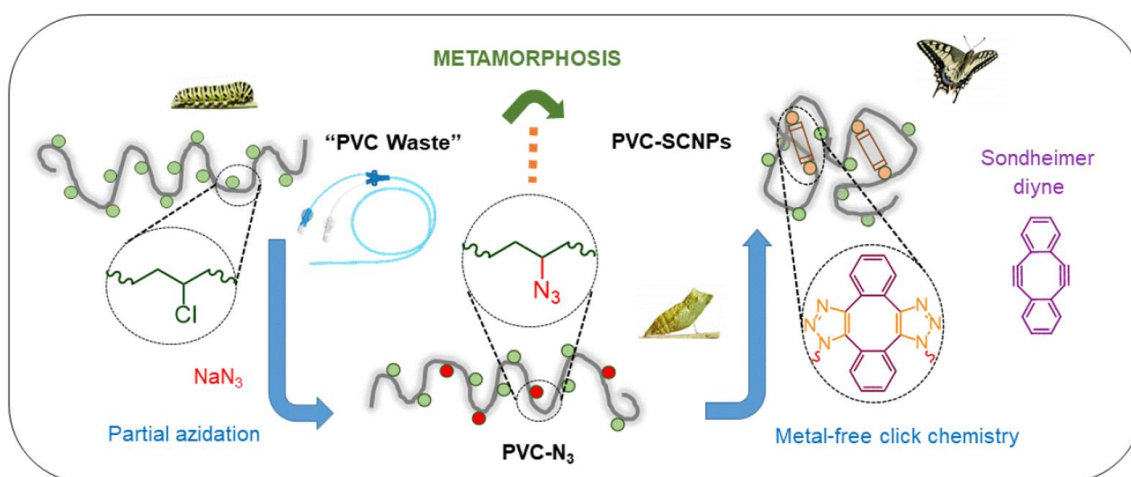 METAMORPHOSIS
“PVC Waste”
PVC-SCNPs
Sondheimer
diyne
Cl
N₃
NaN₃
Partial azidation
PVC-N₃
N
N
N
N
N
N
Metal-free click chemistry